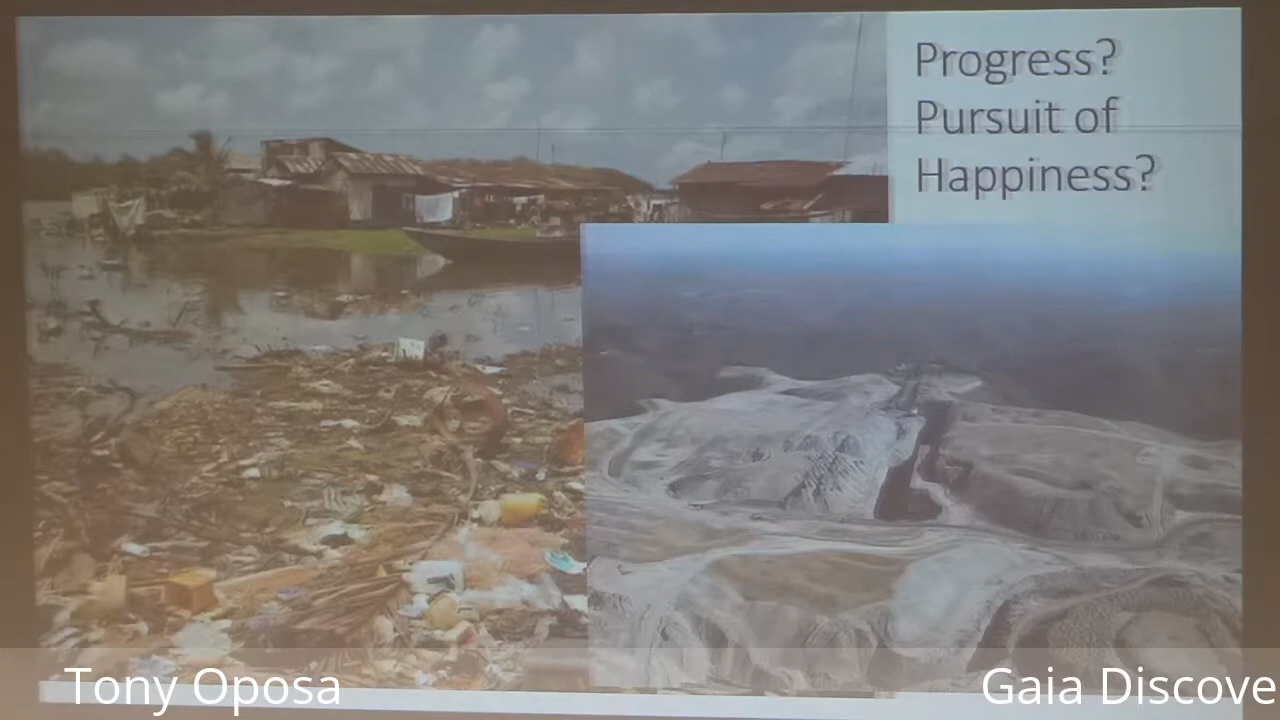 Progress?
Pursuit of
Happiness?
Tony Oposa
Gaia Discove